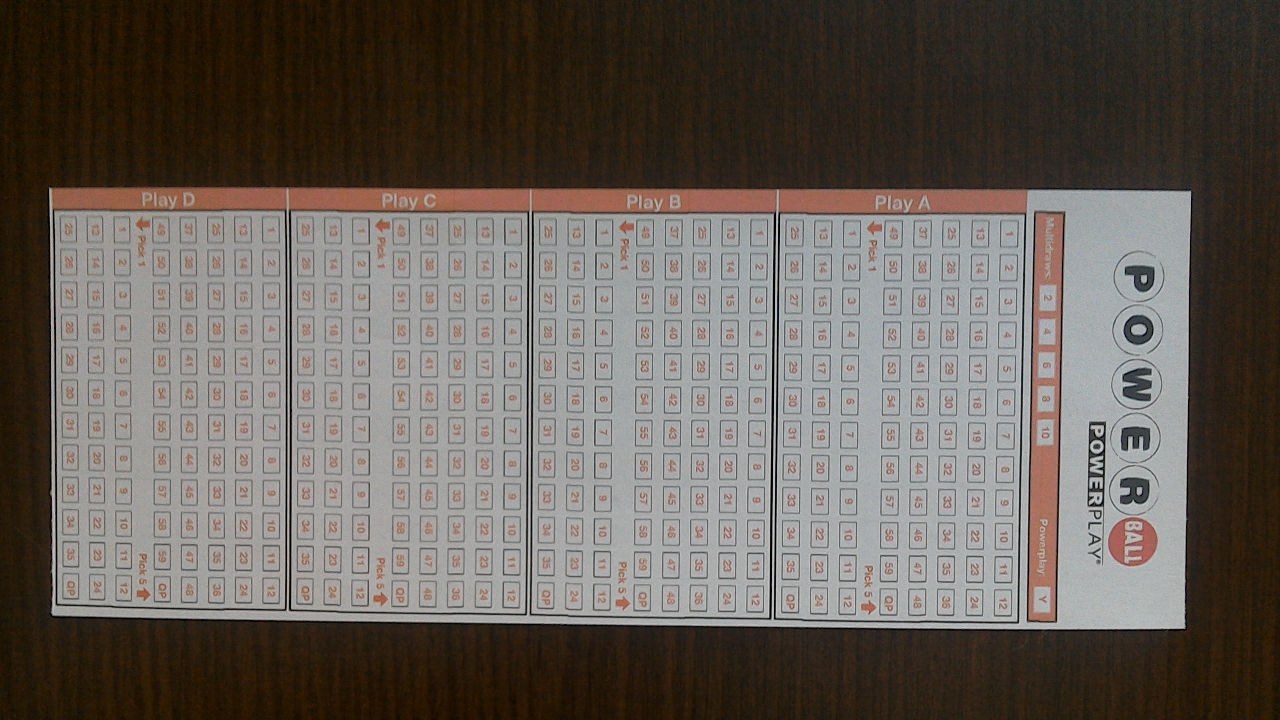 POWERBALL
POWERPLAY®
Multidraws: 2 4 6 8 10 Powerplay: Y
Play A
1 2 3 4 5 6 7 8 9 10 11 12
13 14 15 16 17 18 19 20 21 22 23 24
25 26 27 28 29 30 31 32 33 34 35 36
37 38 39 40 41 42 43 44 45 46 47 48
49 50 51 52 53 54 55 56 57 58 59 QP
Pick 1 Pick 5
1 2 3 4 5 6 7 8 9 10 11 12
13 14 15 16 17 18 19 20 21 22 23 24
25 26 27 28 29 30 31 32 33 34 35 QP
Play B
1 2 3 4 5 6 7 8 9 10 11 12
13 14 15 16 17 18 19 20 21 22 23 24
25 26 27 28 29 30 31 32 33 34 35 36
37 38 39 40 41 42 43 44 45 46 47 48
49 50 51 52 53 54 55 56 57 58 59 QP
Pick 1 Pick 5
1 2 3 4 5 6 7 8 9 10 11 12
13 14 15 16 17 18 19 20 21 22 23 24
25 26 27 28 29 30 31 32 33 34 35 QP
Play C
1 2 3 4 5 6 7 8 9 10 11 12
13 14 15 16 17 18 19 20 21 22 23 24
25 26 27 28 29 30 31 32 33 34 35 36
37 38 39 40 41 42 43 44 45 46 47 48
49 50 51 52 53 54 55 56 57 58 59 QP
Pick 1 Pick 5
1 2 3 4 5 6 7 8 9 10 11 12
13 14 15 16 17 18 19 20 21 22 23 24
25 26 27 28 29 30 31 32 33 34 35 QP
Play D
1 2 3 4 5 6 7 8 9 10 11 12
13 14 15 16 17 18 19 20 21 22 23 24
25 26 27 28 29 30 31 32 33 34 35 36
37 38 39 40 41 42 43 44 45 46 47 48
49 50 51 52 53 54 55 56 57 58 59 QP
Pick 1 Pick 5
1 2 3 4 5 6 7 8 9 10 11 12
13 14 15 16 17 18 19 20 21 22 23 24
25 26 27 28 29 30 31 32 33 34 35 QP